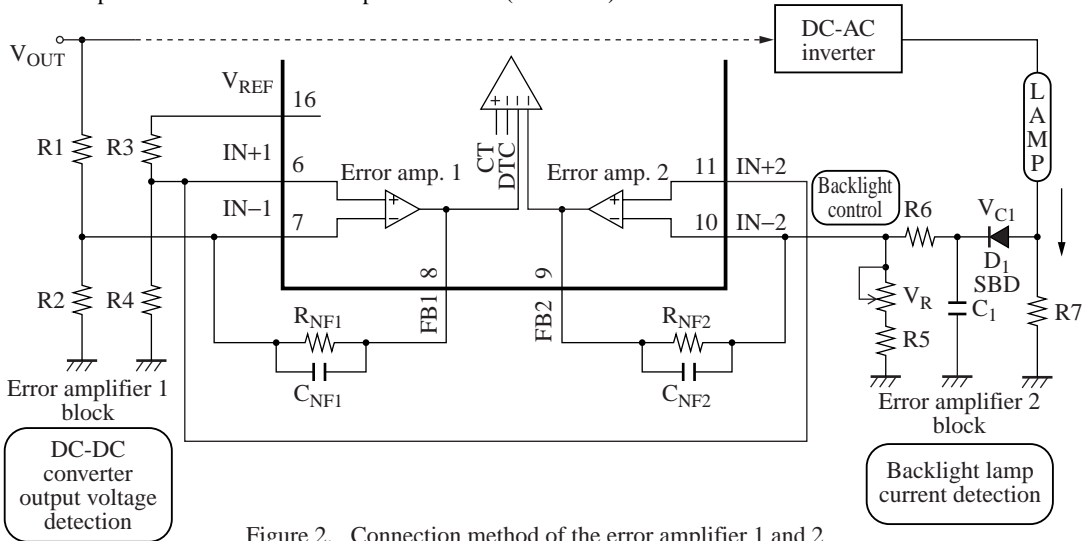 V_OUT
DC-AC
inverter
V_REF
16
LAMP
R1
R3
IN+1
6
Error amp. 1
CT
DTC
Error amp. 2
11
IN+2
Backlight
control
R6
V_C1
IN−1
7
10
IN−2
D_1
SBD
R2
R4
8
9
FB1
FB2
V_R
C_1
R7
R_NF1
R_NF2
R5
C_NF1
C_NF2
Error amplifier 1
block
Error amplifier 2
block
DC-DC
converter
output voltage
detection
Backlight lamp
current detection
Figure 2. Connection method of the error amplifier 1 and 2